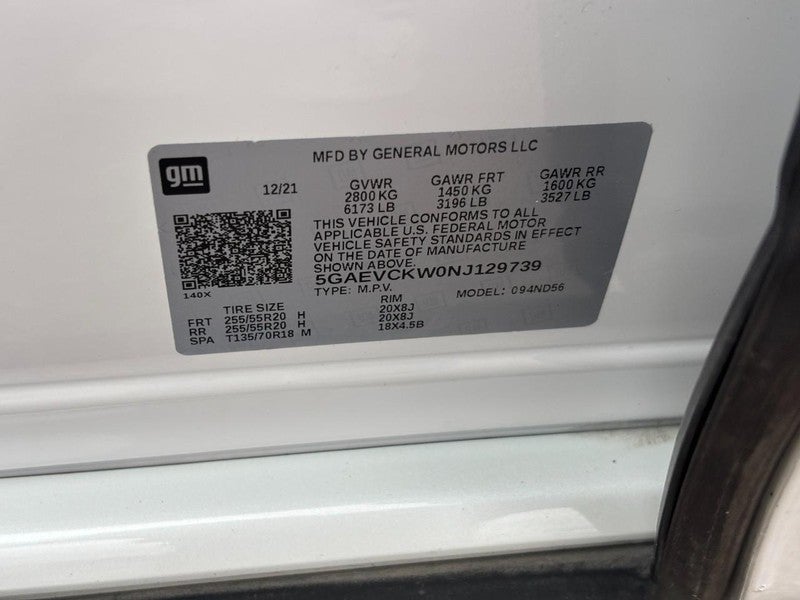 gm
MFD BY GENERAL MOTORS LLC
12/21 GVWR GAWR FRT GAWR RR
2800 KG 1450 KG 1600 KG
6173 LB 3196 LB 3527 LB
THIS VEHICLE CONFORMS TO ALL
APPLICABLE U.S. FEDERAL MOTOR
VEHICLE SAFETY STANDARDS IN EFFECT
ON THE DATE OF MANUFACTURE
SHOWN ABOVE.
5GAEVCKW0NJ129739
140X
TYPE: M.P.V. MODEL: 094ND56
TIRE SIZE RIM
FRT 255/55R20 H 20X8J
RR 255/55R20 H 20X8J
SPA T135/70R18 M 18X4.5B